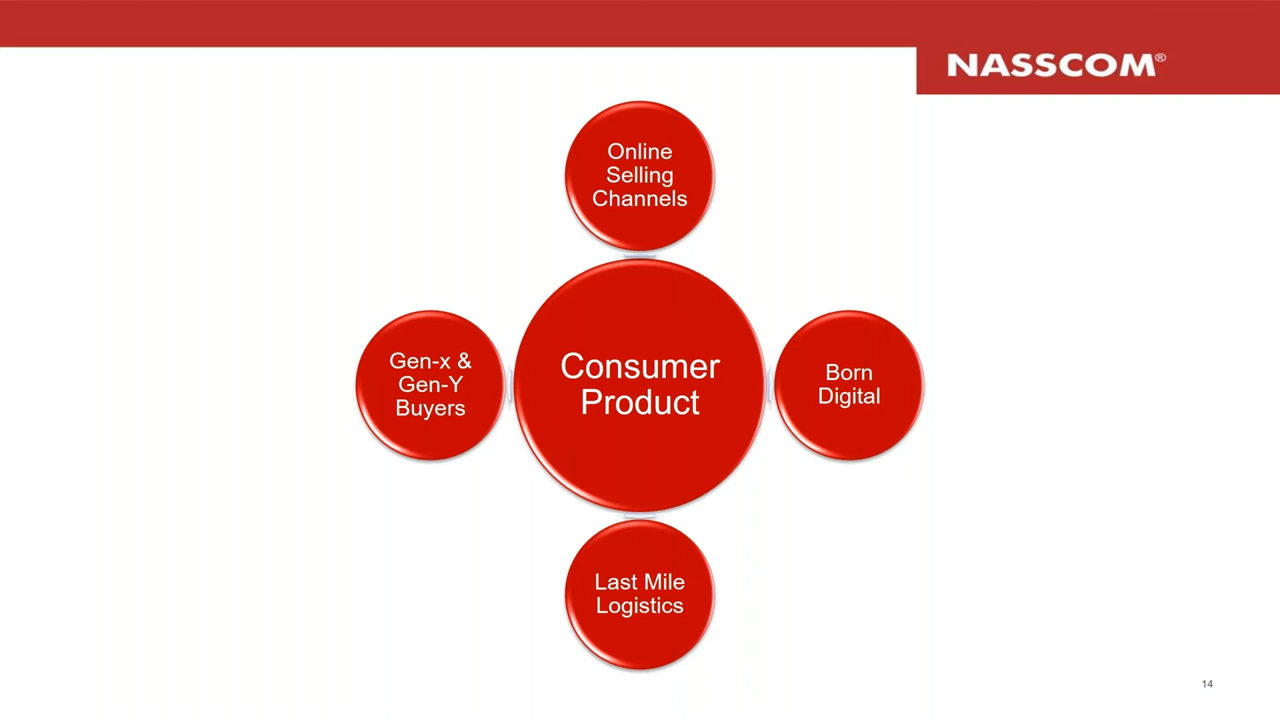 NASSCOM®
Online
Selling
Channels
Gen-x &
Gen-Y
Buyers
Consumer
Product
Born
Digital
Last Mile
Logistics
14